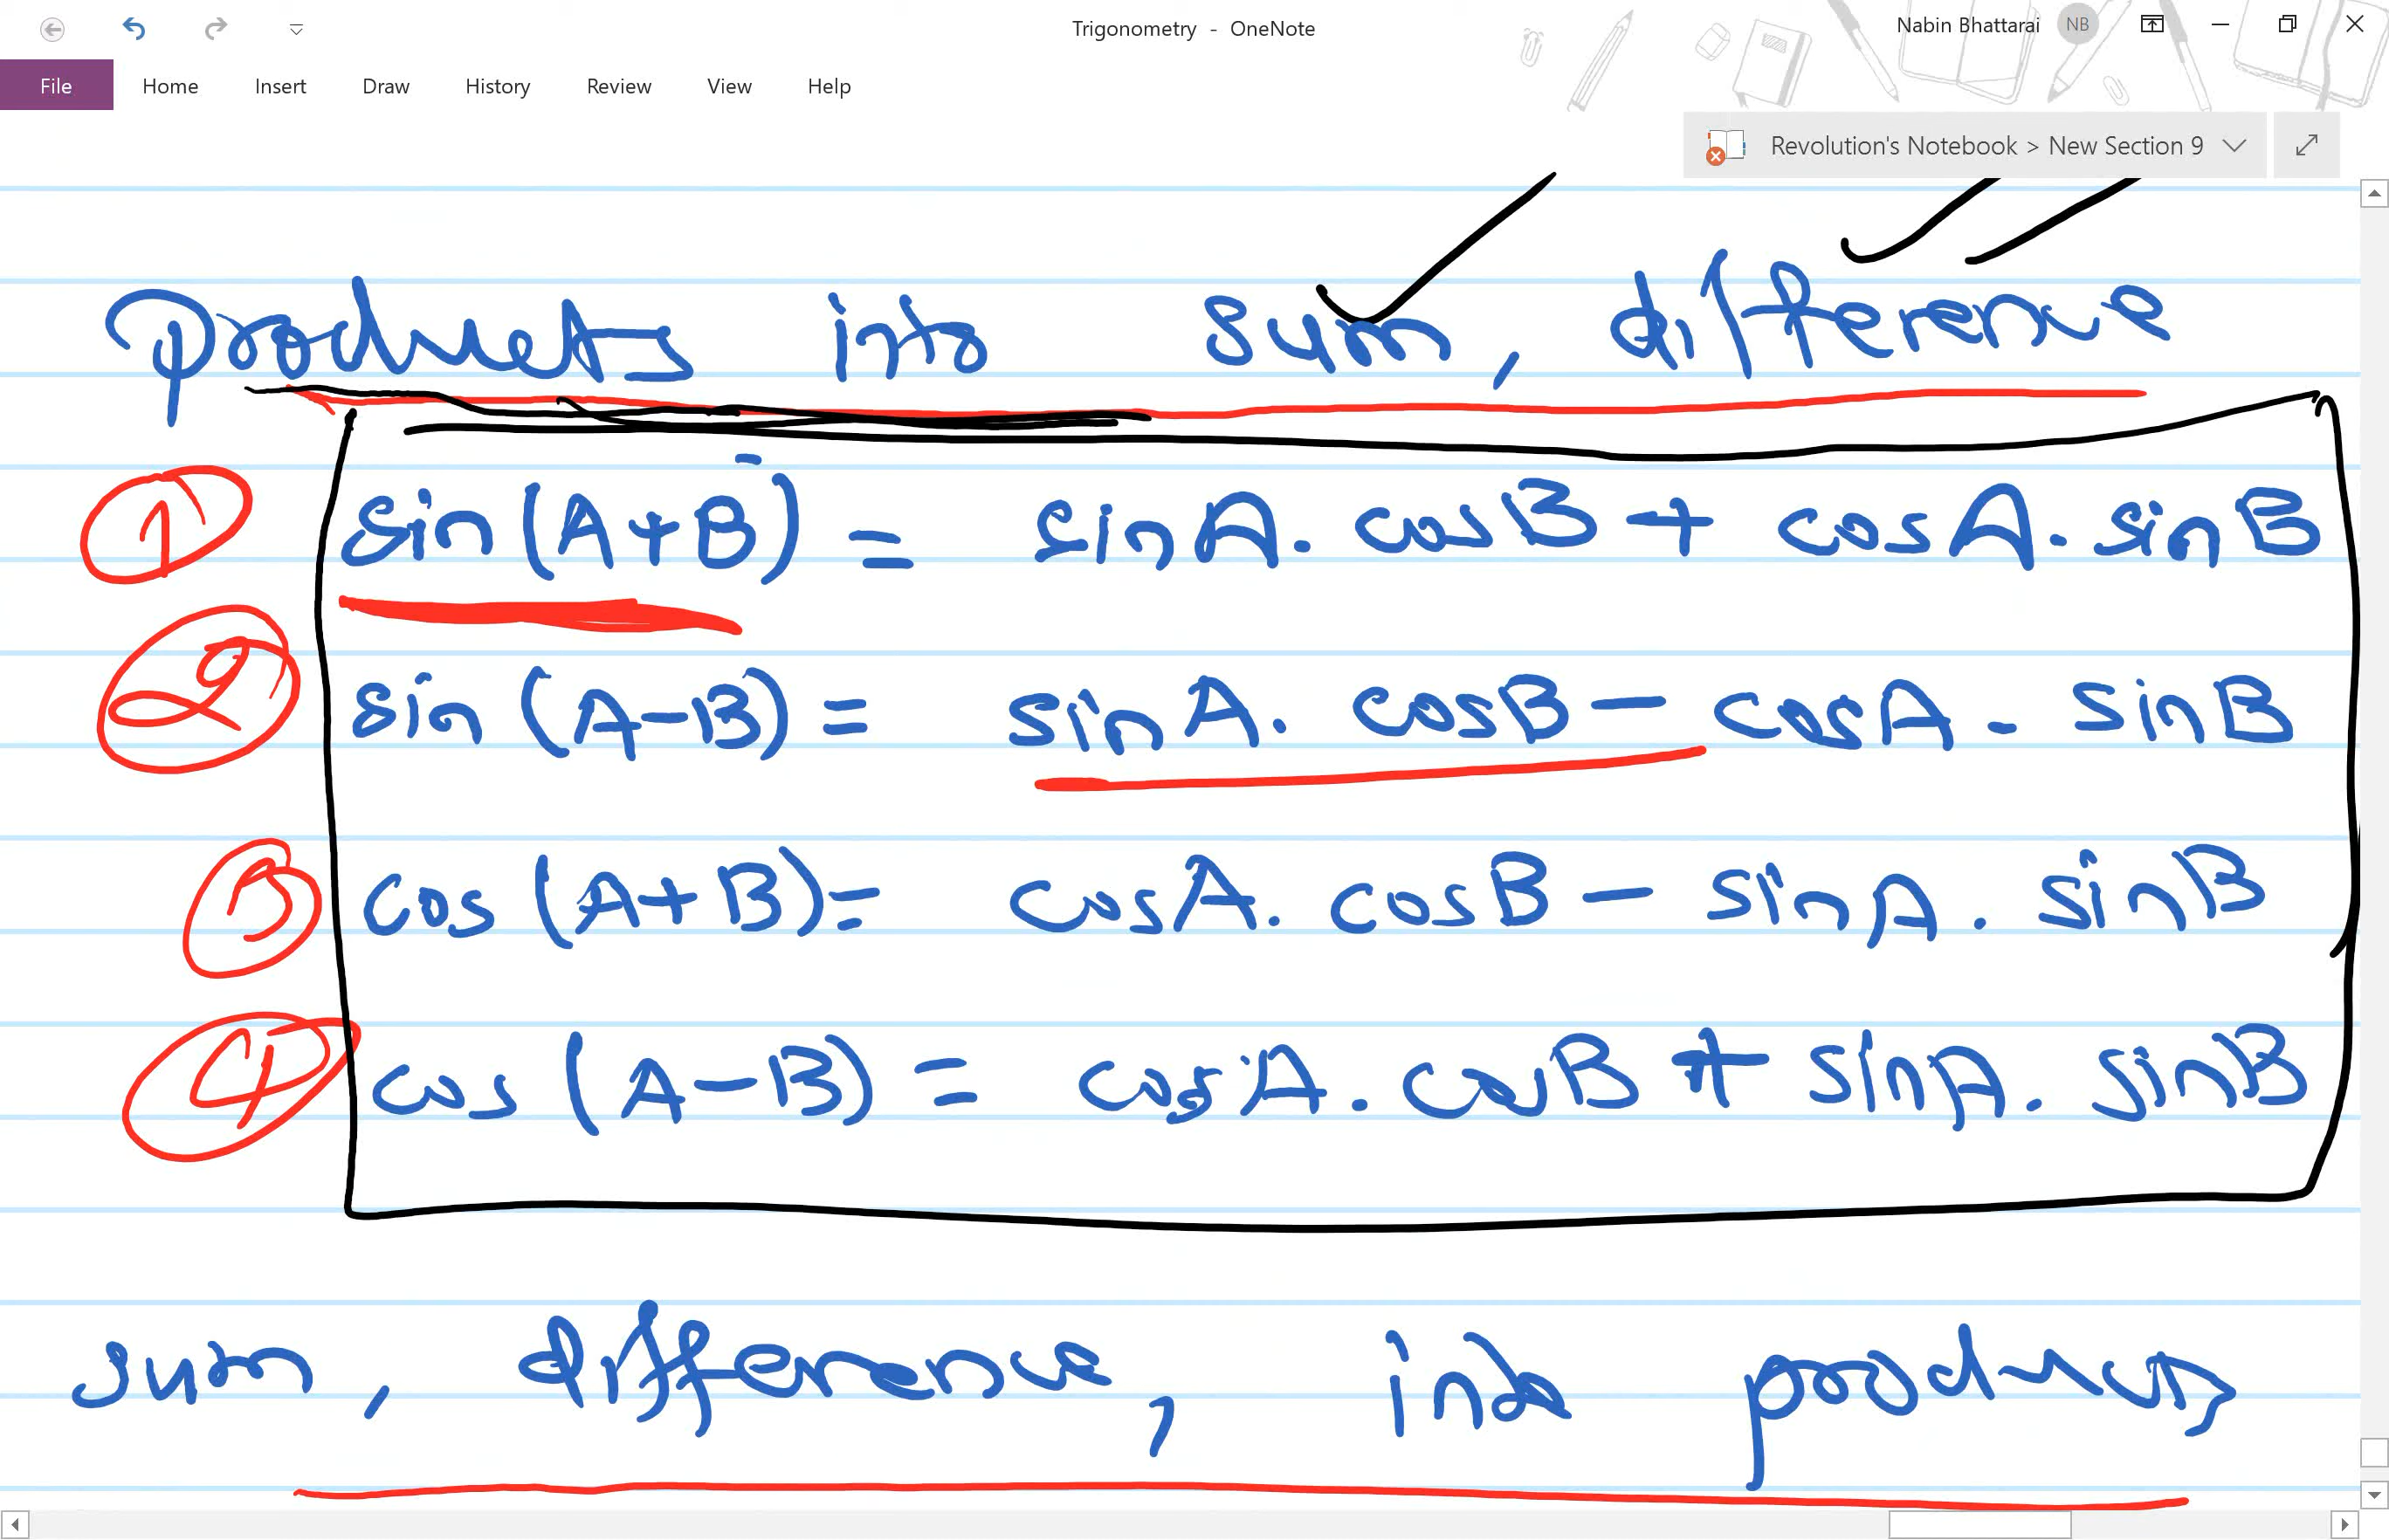 Trigonometry - OneNote
Nabin Bhattarai NB
File Home Insert Draw History Review View Help
Revolution's Notebook > New Section 9
Products into sum, difference
1 sin(A+B) = sinA. cosB + cosA. sinB
2 sin(A-B) = sinA. cosB - cosA. sinB
3 cos(A+B) = cosA. cosB - sinA. sinB
4 cos(A-B) = cosA. cosB + sinA. sinB
sum, difference, into products